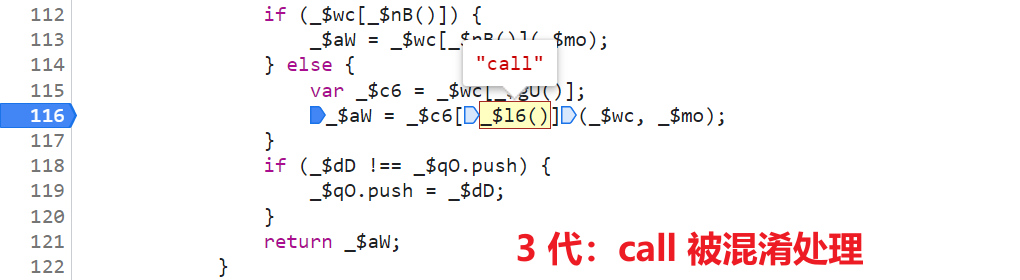 112 if (_$wc[_$nB()]) {
113 _$aW = _$wc[_$nB()](_$mo);
"call"
114 } else {
115 var _$c6 = _$wc[_$gU()];
116 _$aW = _$c6[_$l6()](_$wc, _$mo);
117 }
118 if (_$dD !== _$qO.push) {
119 _$qO.push = _$dD;
120 }
121 return _$aW;
122 }
3 代：call 被混淆处理